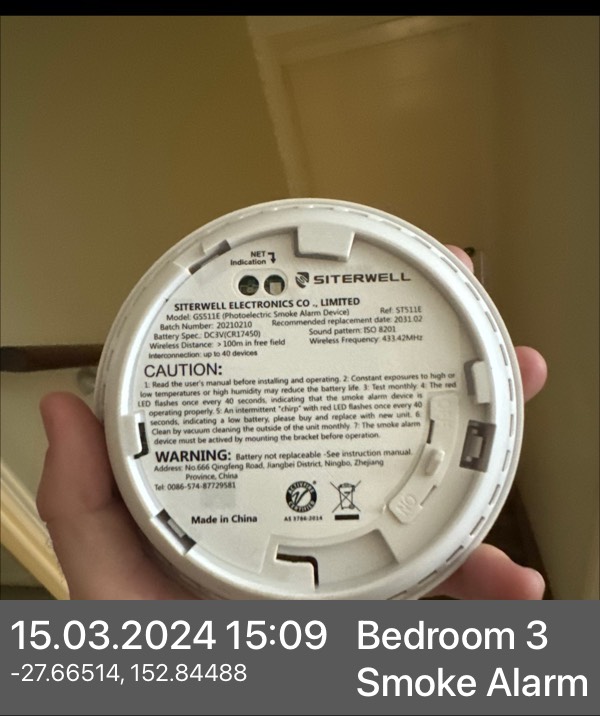 NET
Indication
SITERWELL
SITERWELL ELECTRONICS CO ., LIMITED
Model: GS511E (Photoelectric Smoke Alarm Device) Ref: ST511E
Batch Number: 20210210 Recommended replacement date: 2031.02
Battery Spec.: DC3V(CR17450) Sound pattern: ISO 8201
Wireless Distance: >100m in free field Wireless Frequency: 433.42MHz
Interconnection: up to 40 devices
CAUTION:
1: Read the user's manual before installing and operating. 2: Constant exposures to high or
low temperatures or high humidity may reduce the battery life. 3: Test monthly. 4: The red
LED flashes once every 40 seconds, indicating that the smoke alarm device is
operating properly. 5: An intermittent "chirp" with red LED flashes once every 40
seconds, indicating a low battery, please buy and replace with new unit. 6:
Clean by vacuum cleaning the outside of the unit monthly. 7: The smoke alarm
device must be actived by mounting the bracket before operation.
WARNING: Battery not replaceable -See instruction manual.
Address: No.666 Qingfeng Road, Jiangbei District, Ningbo, Zhejiang
Province, China
Tel: 0086-574-87729581
ON
Made in China
AS 3786:2014
15.03.2024 15:09
-27.66514, 152.84488
Bedroom 3
Smoke Alarm